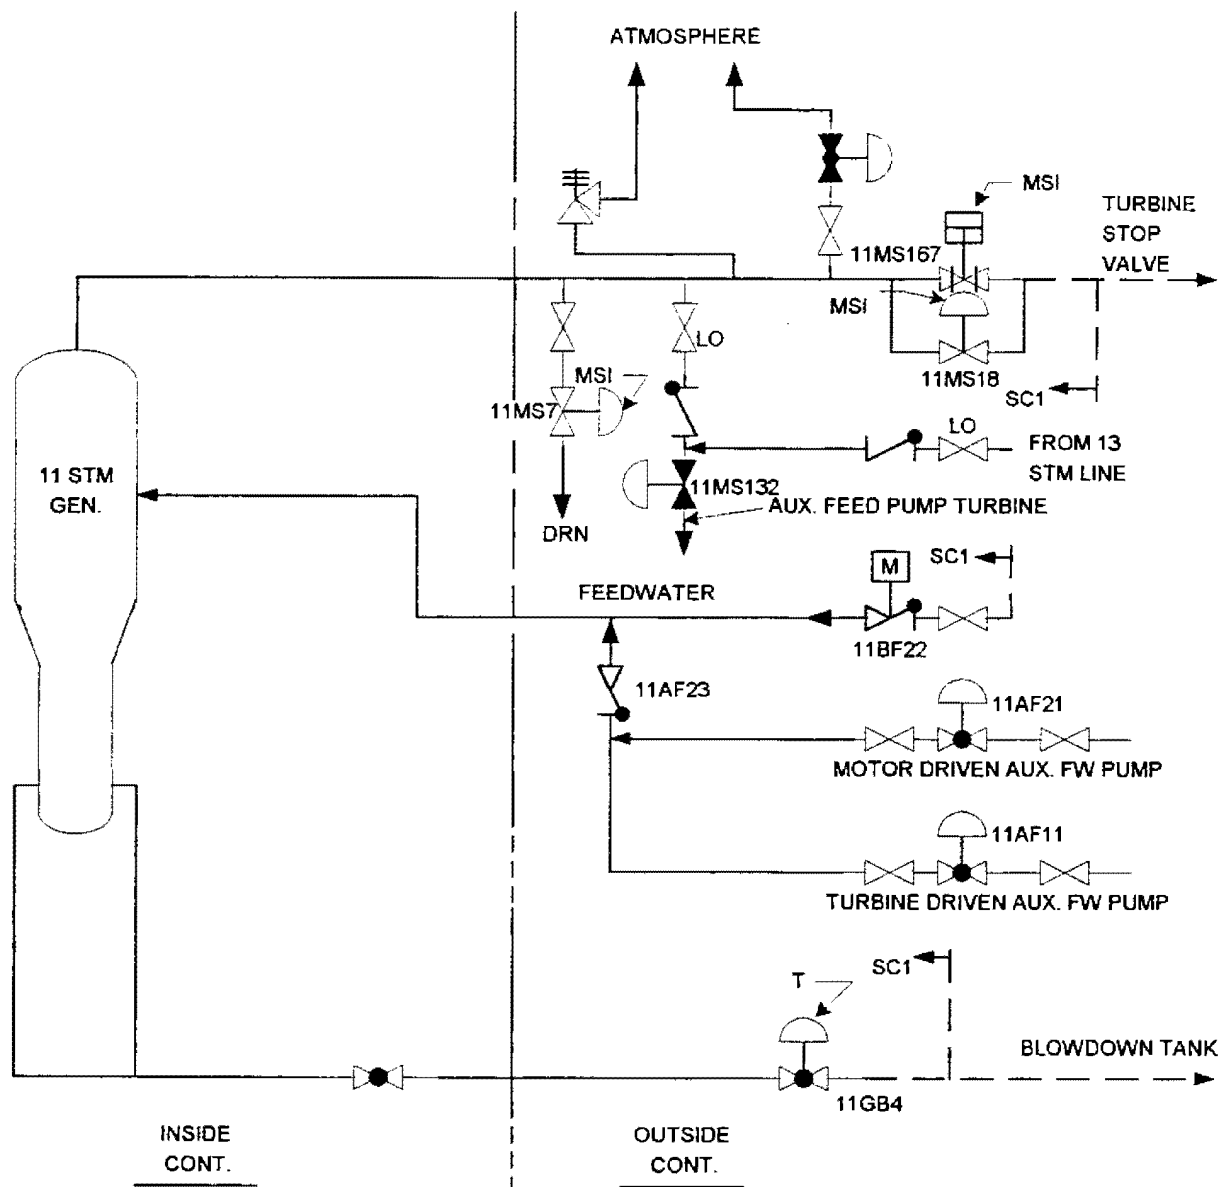 ATMOSPHERE
MSI
TURBINE
STOP
VALVE
11MS167
MSI
LO
11MS18
SC1
MSI
11MS7
LO
FROM 13
STM LINE
11 STM
GEN.
11MS132
AUX. FEED PUMP TURBINE
DRN
SC1
M
FEEDWATER
11BF22
11AF23
11AF21
MOTOR DRIVEN AUX. FW PUMP
11AF11
TURBINE DRIVEN AUX. FW PUMP
SC1
T
BLOWDOWN TANK
11GB4
INSIDE
CONT.
OUTSIDE
CONT.